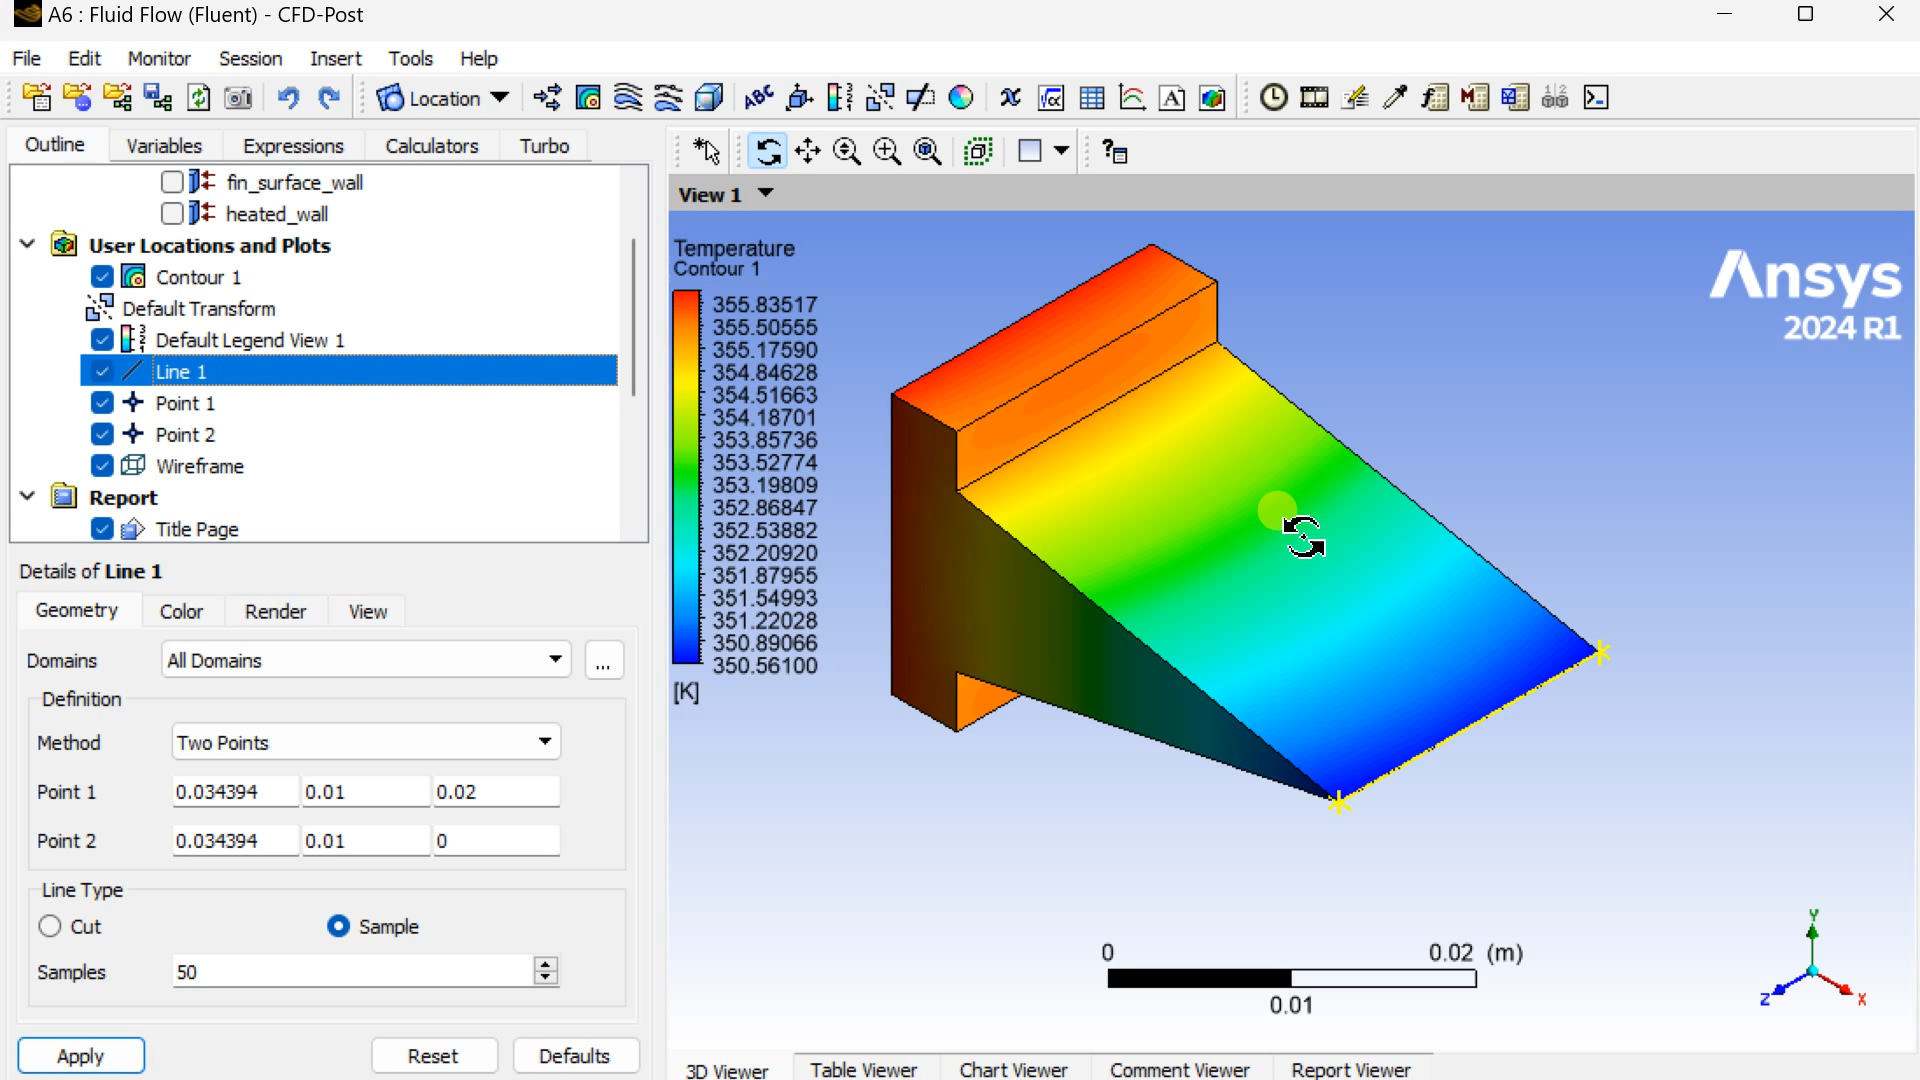 A6 : Fluid Flow (Fluent) - CFD-Post
File Edit Monitor Session Insert Tools Help
Location
Outline Variables Expressions Calculators Turbo
fin_surface_wall
heated_wall
User Locations and Plots
Contour 1
Default Transform
Default Legend View 1
Line 1
Point 1
Point 2
Wireframe
Report
Title Page
Details of Line 1
Geometry Color Render View
Domains All Domains ...
Definition
Method Two Points
Point 1 0.034394 0.01 0.02
Point 2 0.034394 0.01 0
Line Type
Cut Sample
Samples 50
Apply Reset Defaults
View 1
Temperature
Contour 1
355.83517
355.50555
355.17590
354.84628
354.51663
354.18701
353.85736
353.52774
353.19809
352.86847
352.53882
352.20920
351.87955
351.54993
351.22028
350.89066
350.56100
[K]
Ansys
2024 R1
0 0.02 (m)
0.01
Y
Z X
3D Viewer Table Viewer Chart Viewer Comment Viewer Report Viewer